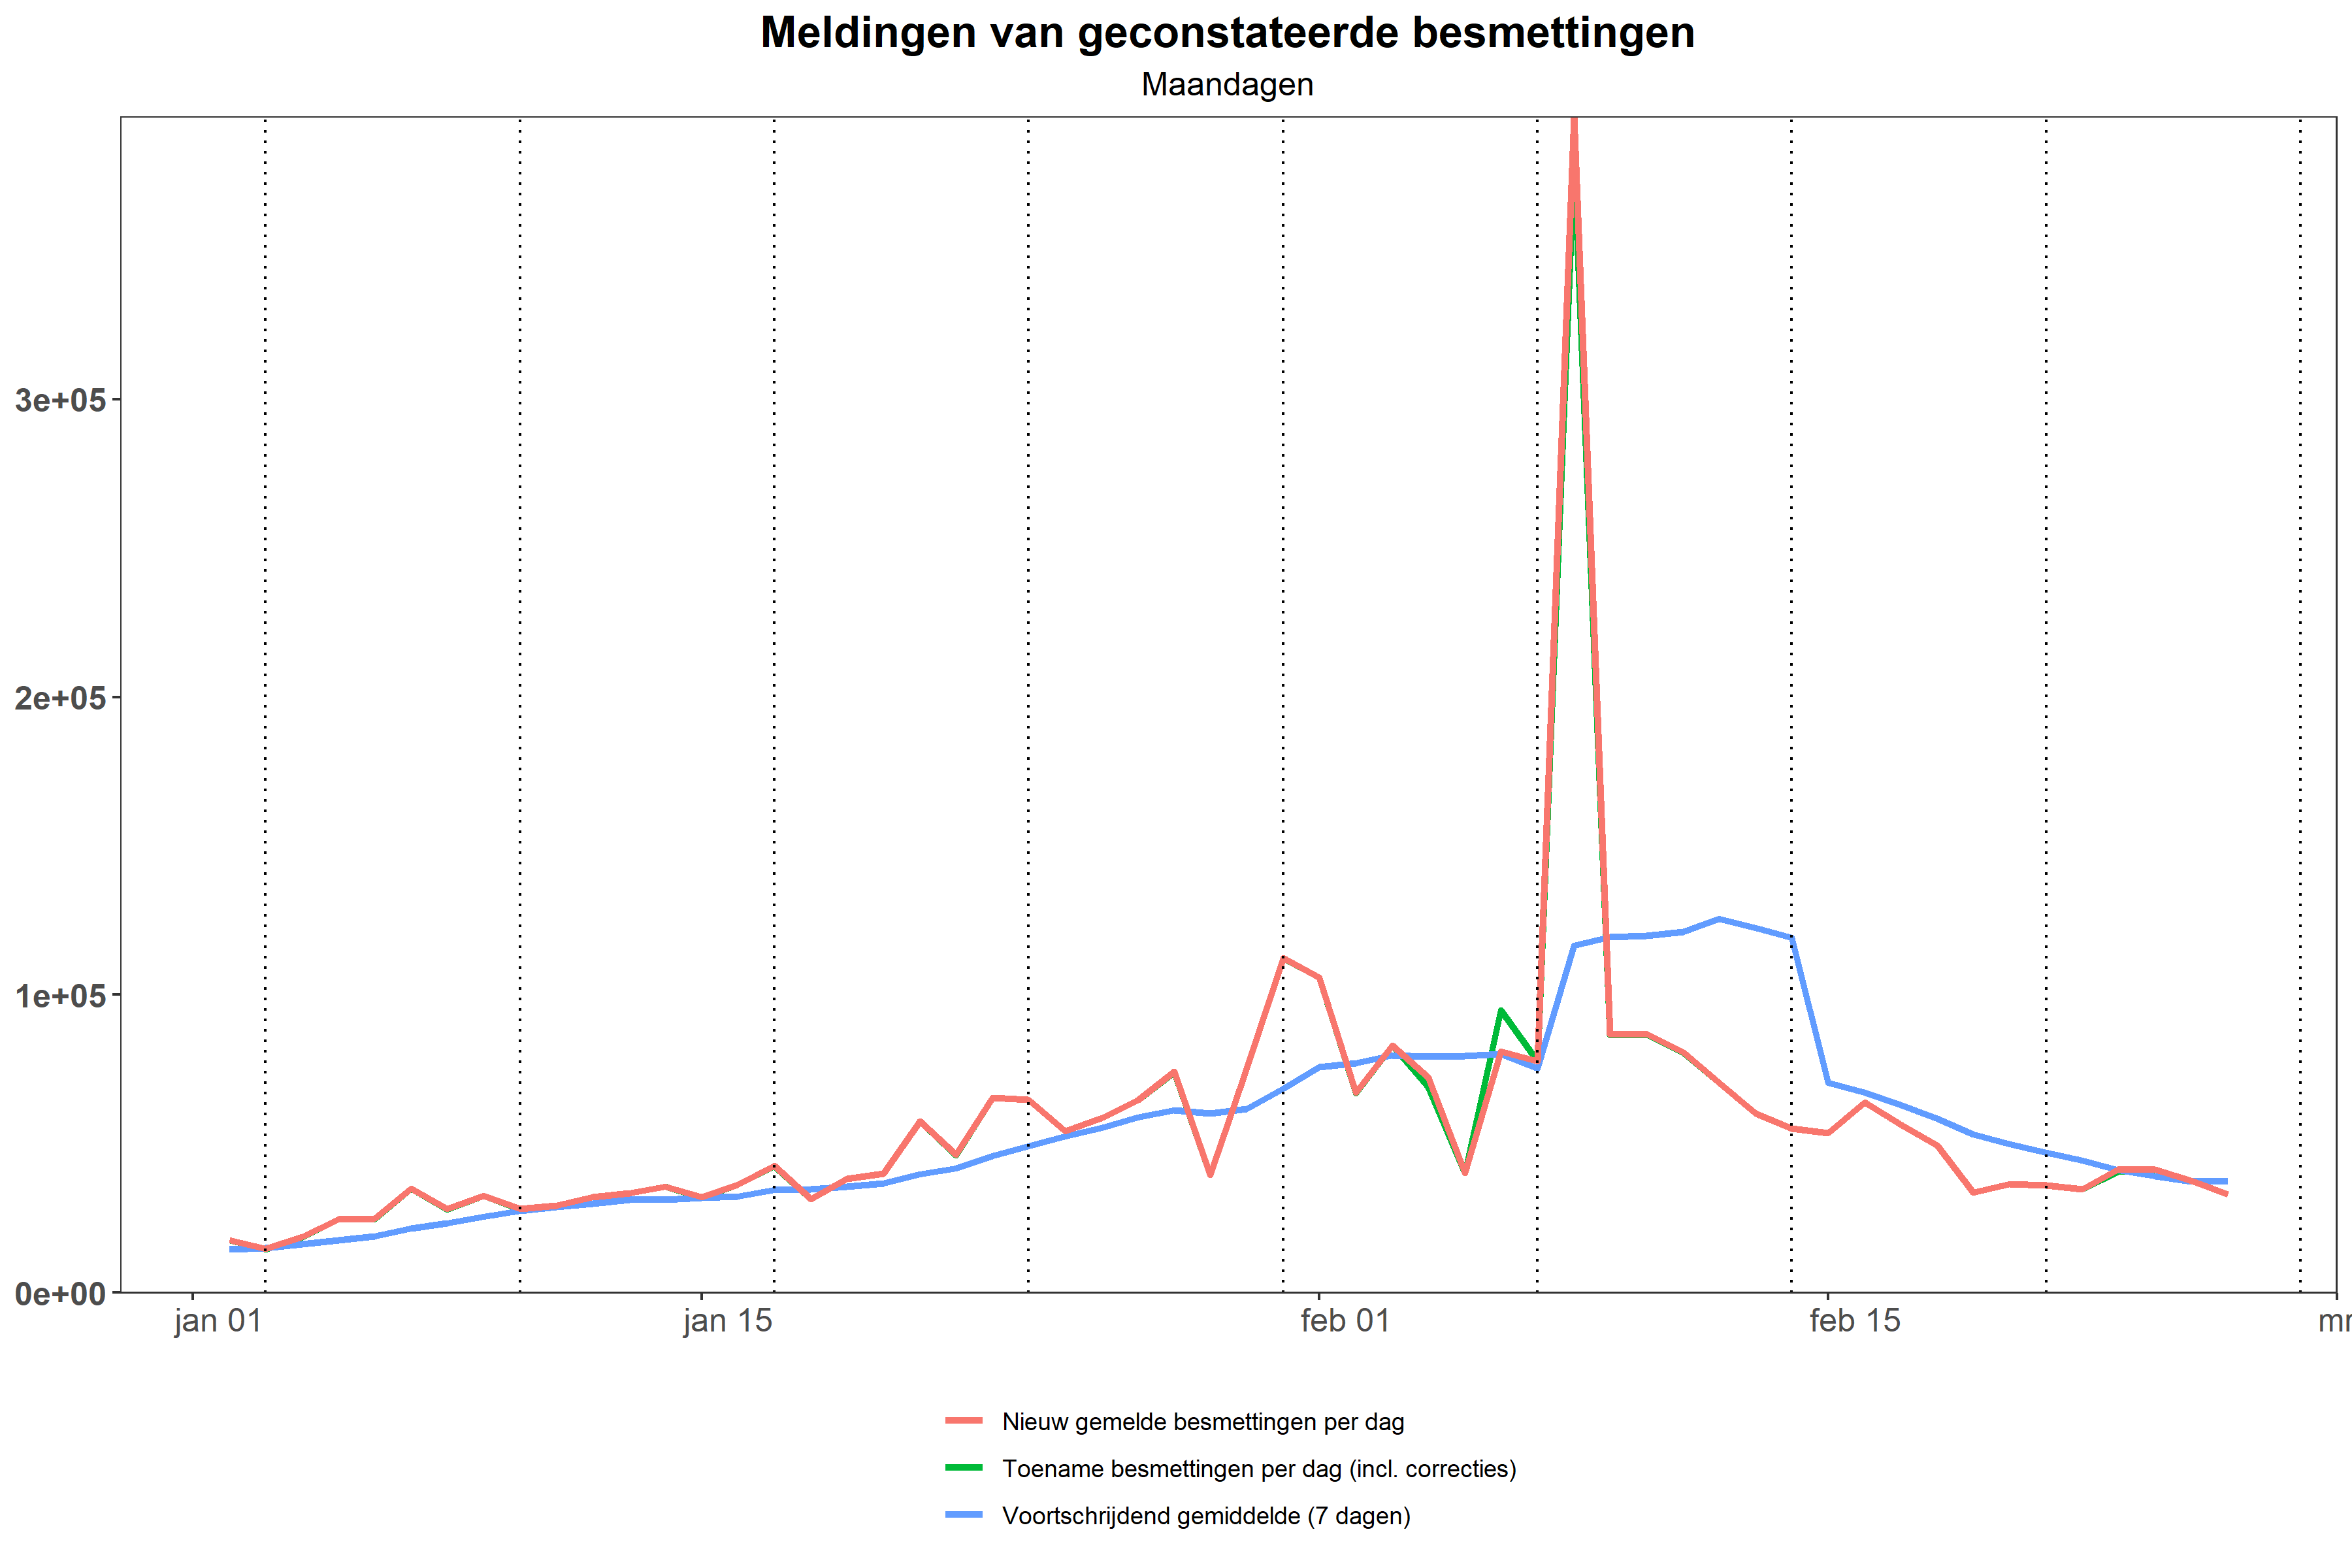 Meldingen van geconstateerde besmettingen
Maandagen
3e+05
2e+05
1e+05
0e+00
jan 01
jan 15
feb 01
feb 15
Nieuw gemelde besmettingen per dag
Toename besmettingen per dag (incl. correcties)
Voortschrijdend gemiddelde (7 dagen)